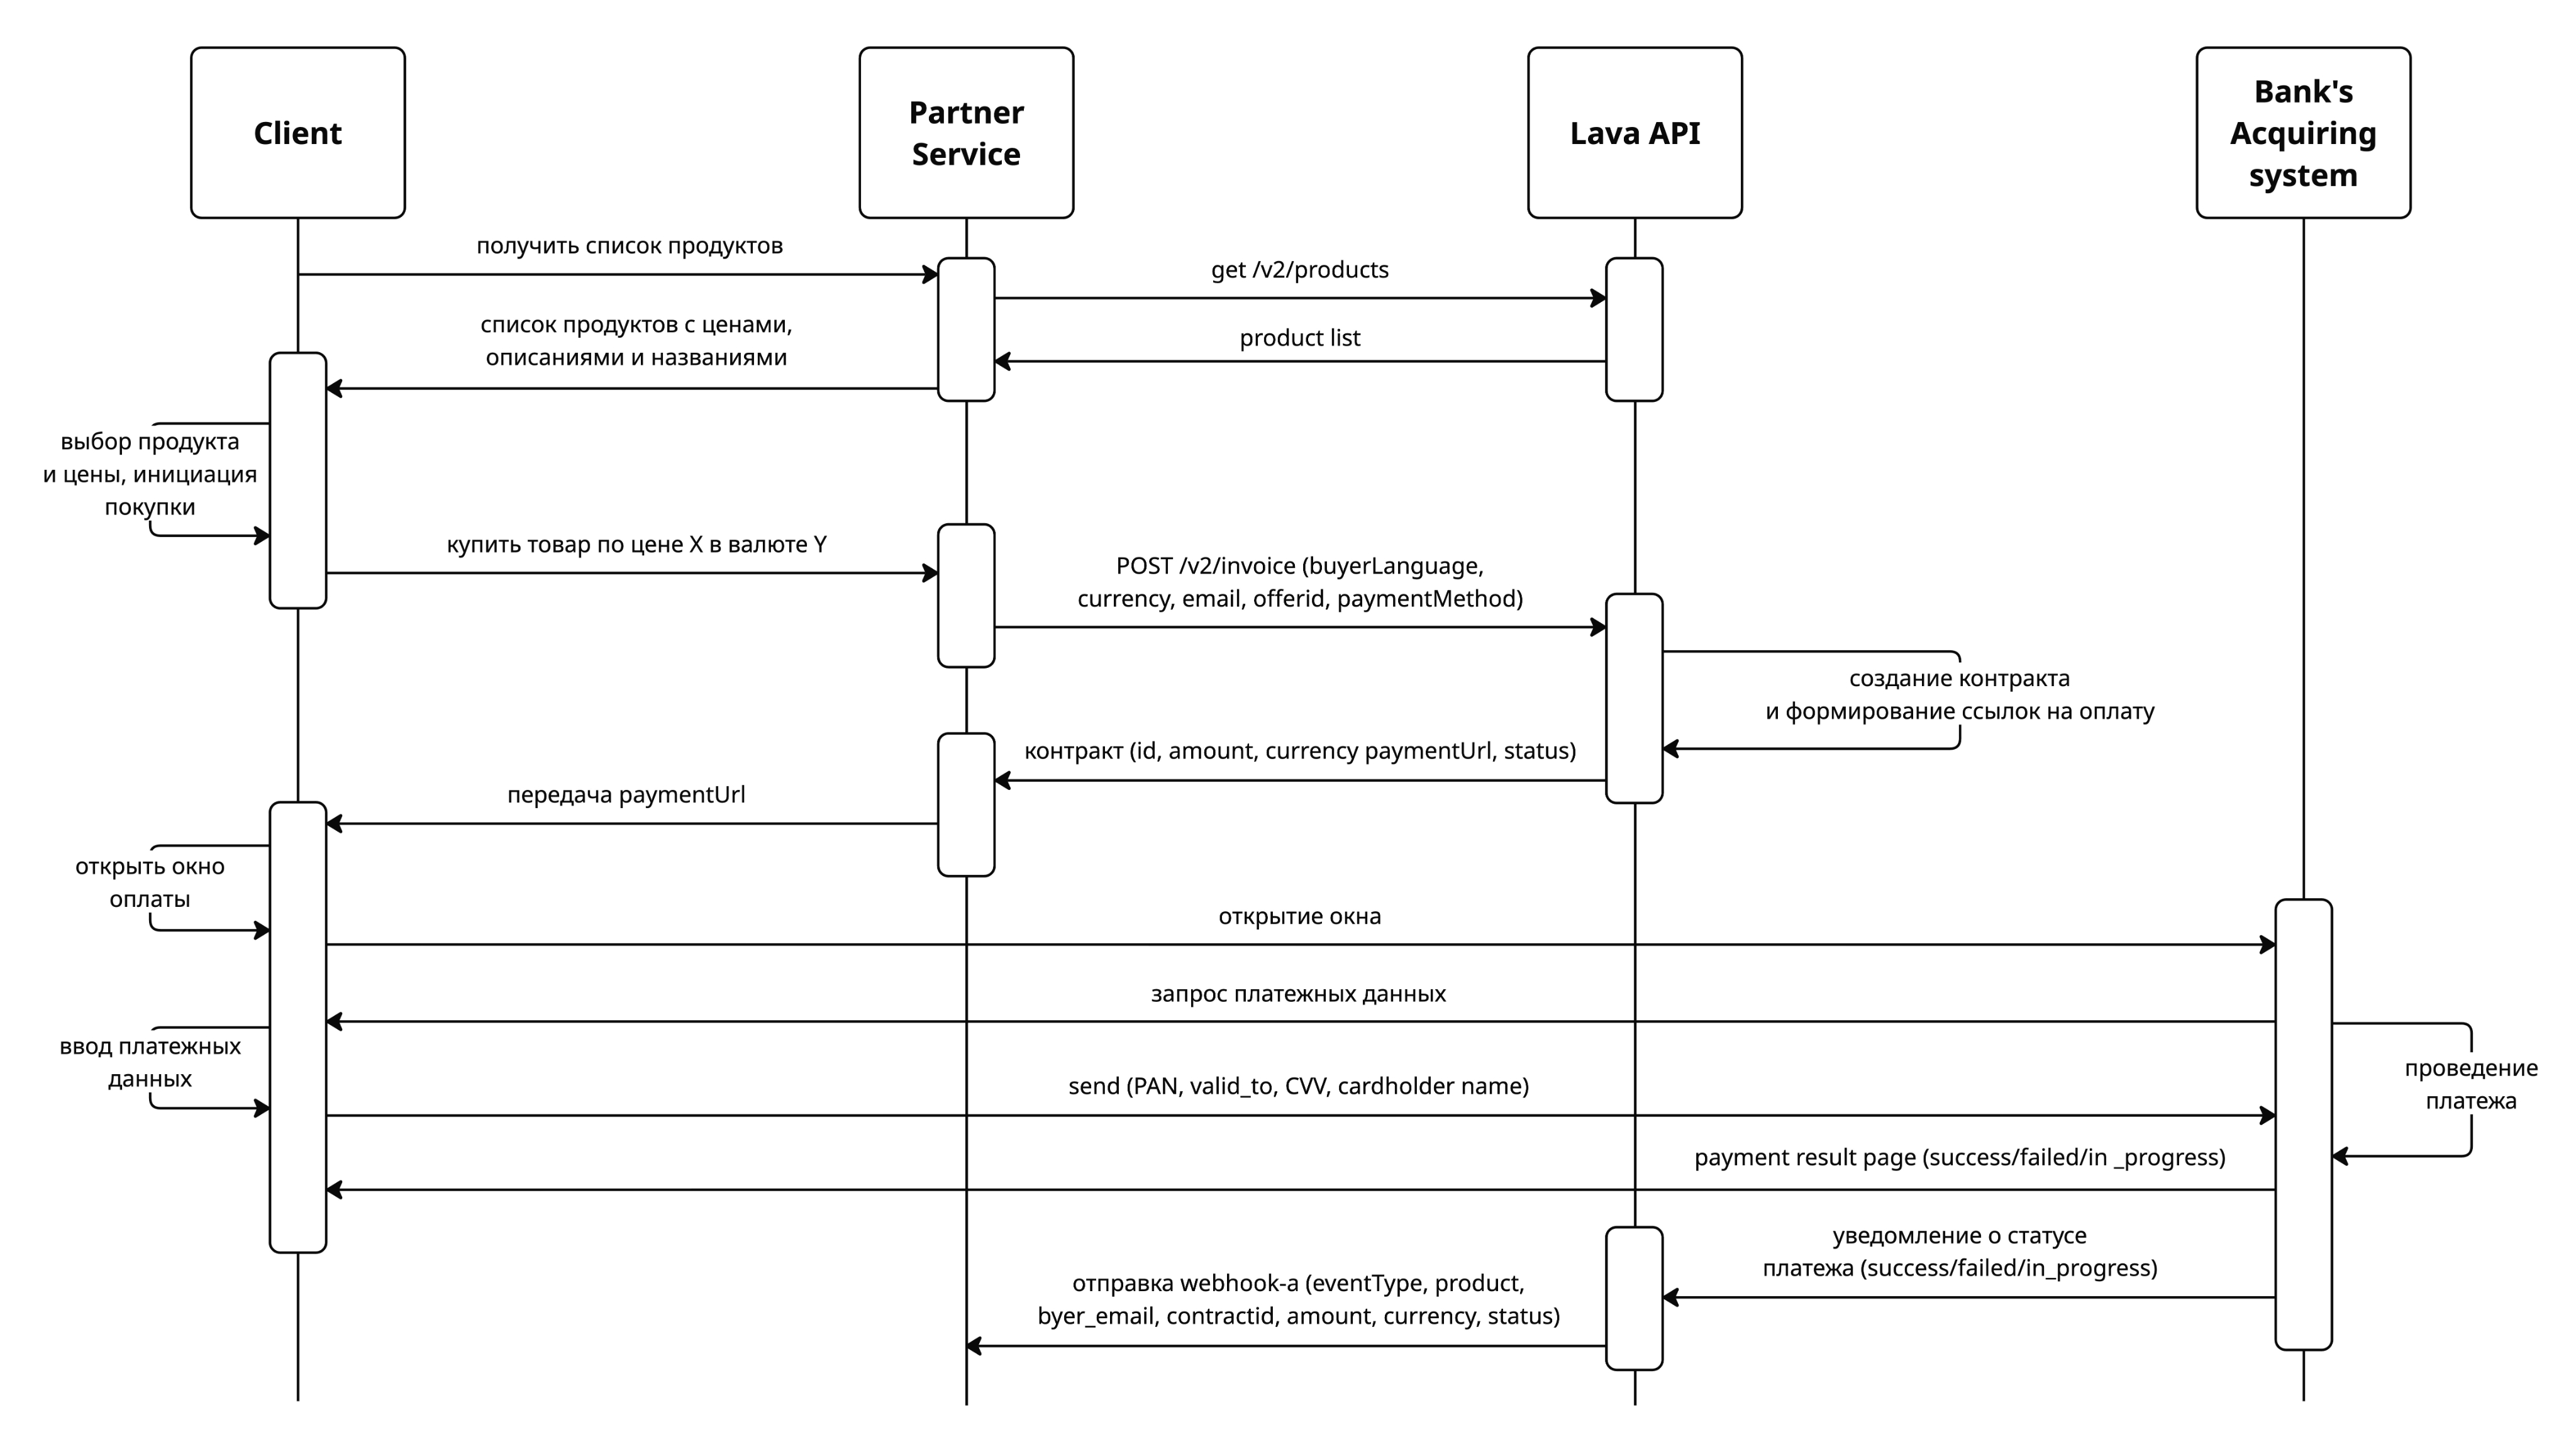 Client
Partner
Service
Lava API
Bank's
Acquiring
system
получить список продуктов
get /v2/products
список продуктов с ценами,
описаниями и названиями
product list
выбор продукта
и цены, инициация
покупки
купить товар по цене X в валюте Y
POST /v2/invoice (buyerLanguage,
currency, email, offerid, paymentMethod)
создание контракта
и формирование ссылок на оплату
контракт (id, amount, currency paymentUrl, status)
передача paymentUrl
открыть окно
оплаты
открытие окна
запрос платежных данных
ввод платежных
данных
проведение
платежа
send (PAN, valid_to, CVV, cardholder name)
payment result page (success/failed/in _progress)
уведомление о статусе
платежа (success/failed/in_progress)
отправка webhook-а (eventType, product,
byer_email, contractid, amount, currency, status)